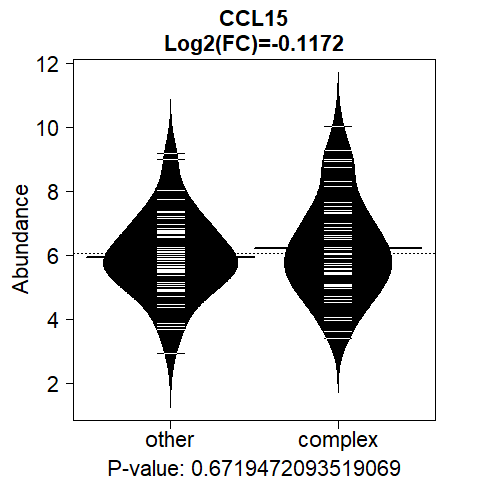 CCL15
Log2(FC)=-0.1172
Abundance
12
10
8
6
4
2
other complex
P-value: 0.6719472093519069